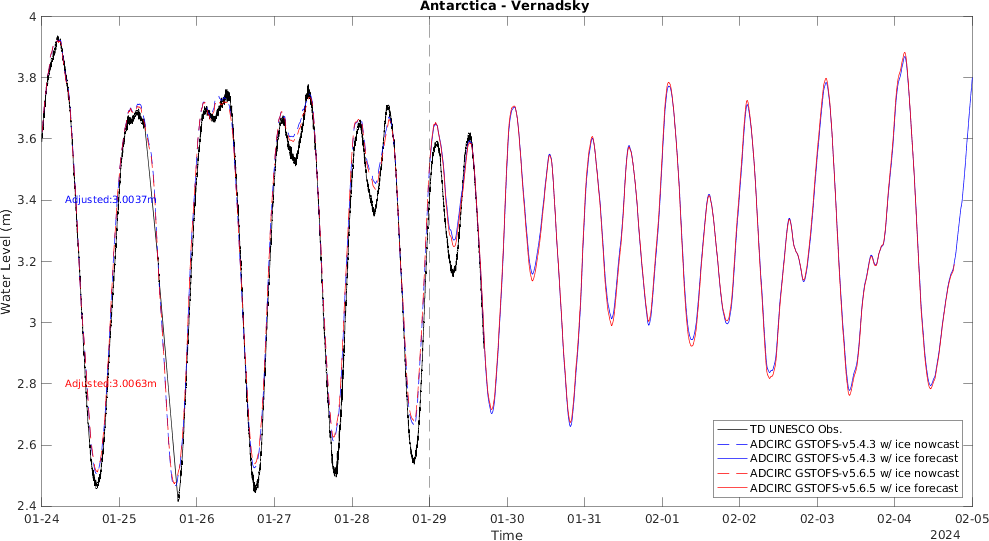 Antarctica - Vernadsky
4
3.8
3.6
3.4
3.2
3
2.8
2.6
2.4
Water Level (m)
Adjusted:3.0037m
Adjusted:3.0063m
TD UNESCO Obs.
ADCIRC GSTOFS-v5.4.3 w/ ice nowcast
ADCIRC GSTOFS-v5.4.3 w/ ice forecast
ADCIRC GSTOFS-v5.6.5 w/ ice nowcast
ADCIRC GSTOFS-v5.6.5 w/ ice forecast
01-24 01-25 01-26 01-27 01-28 01-29 01-30 01-31 02-01 02-02 02-03 02-04 02-05
Time
2024